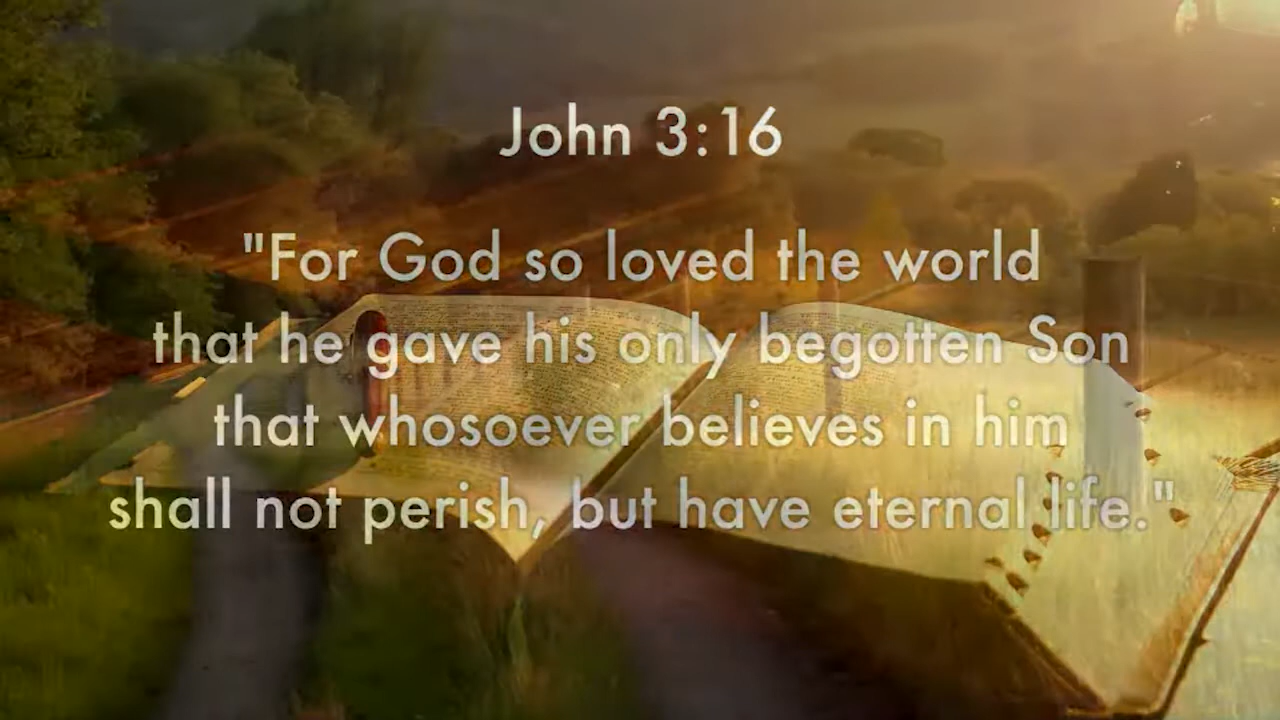 John 3:16
"For God so loved the world
that he gave his only begotten Son
that whosoever believes in him
shall not perish, but have eternal life."